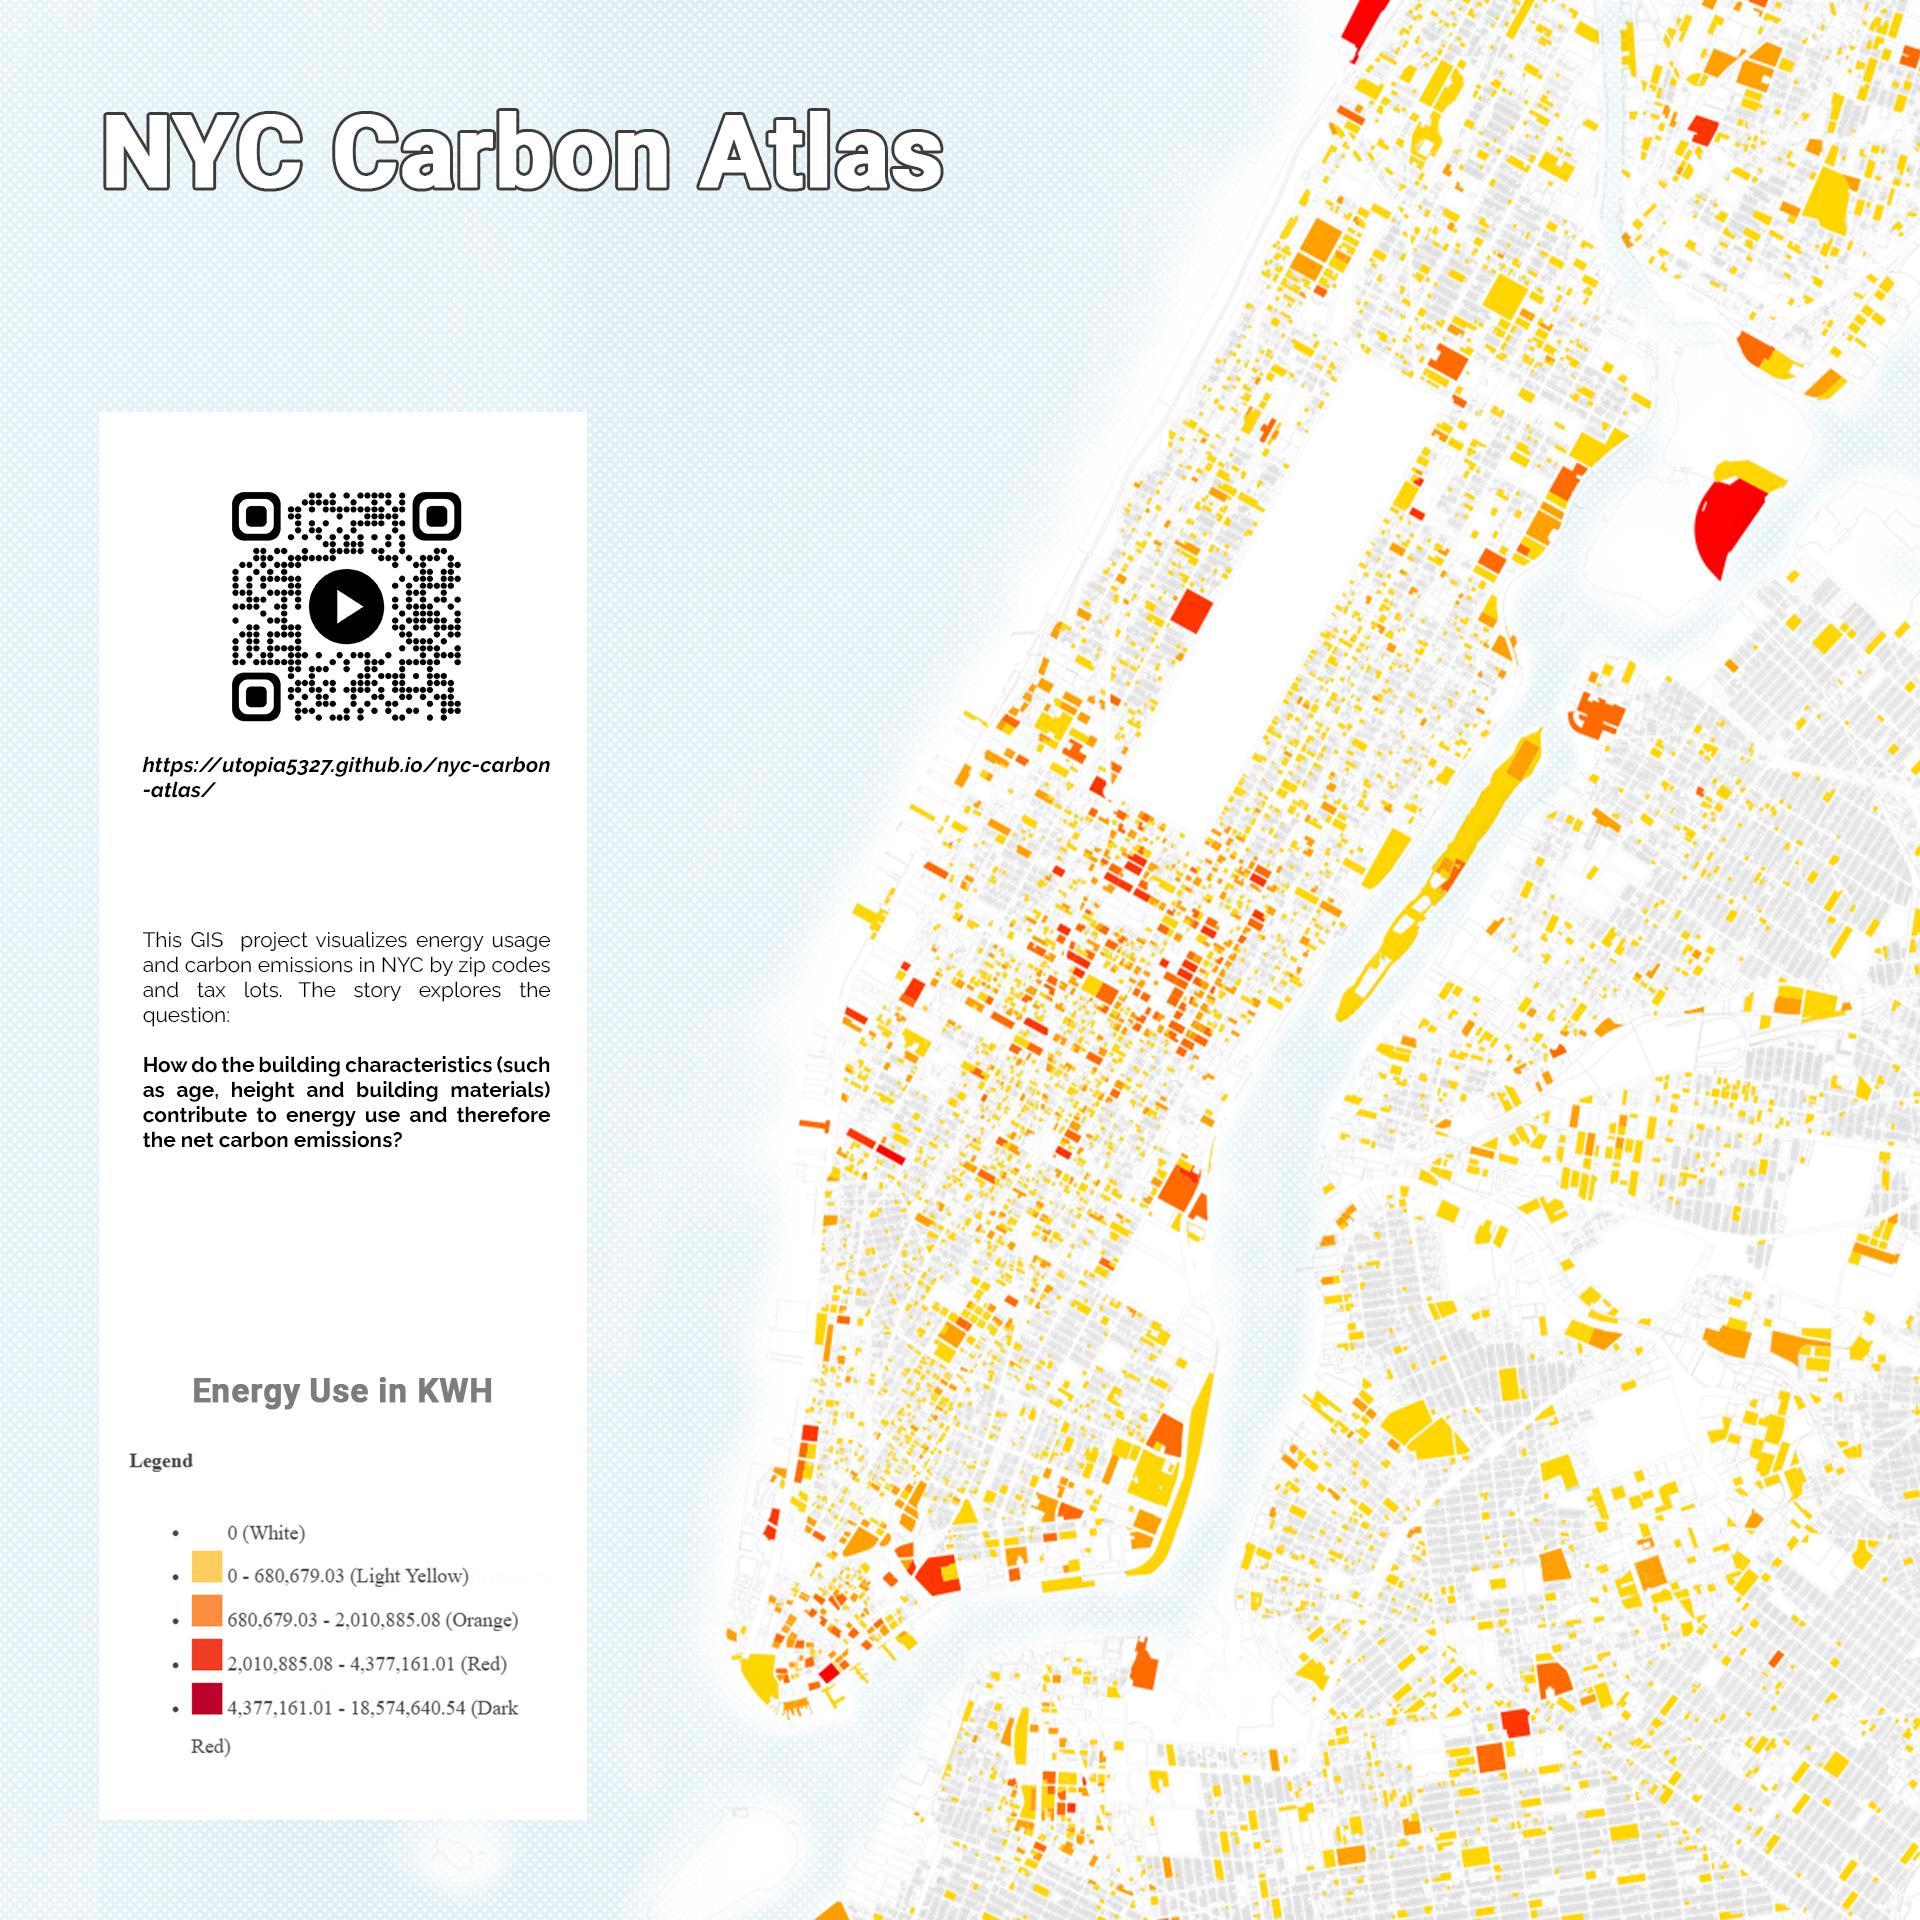 NYC Carbon Atlas
https://utopia5327.github.io/nyc-carbon
-atlas/
This GIS project visualizes energy usage
and carbon emissions in NYC by zip codes
and tax lots. The story explores the
question:
How do the building characteristics (such
as age, height and building materials)
contribute to energy use and therefore
the net carbon emissions?
Energy Use in KWH
Legend
0 (White)
0 - 680,679.03 (Light Yellow)
680,679.03 - 2,010,885.08 (Orange)
2,010,885.08 - 4,377,161.01 (Red)
4,377,161.01 - 18,574,640.54 (Dark
Red)